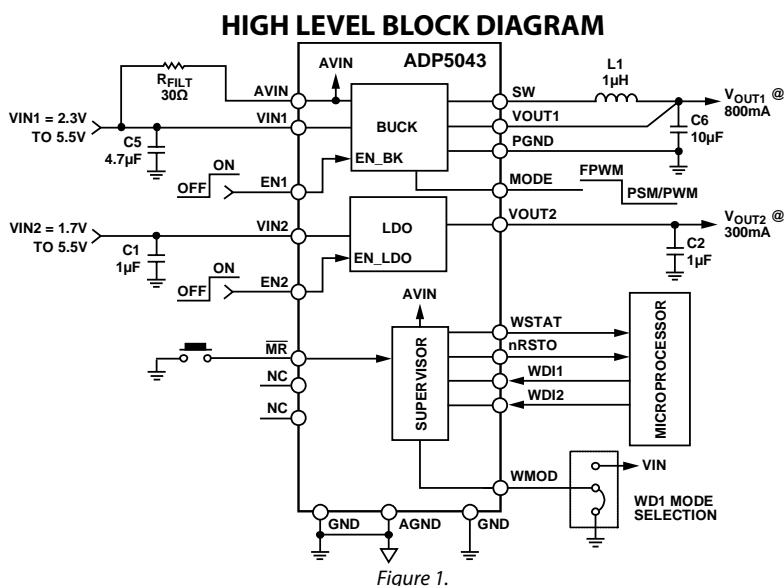 HIGH LEVEL BLOCK DIAGRAM
ADP5043
RFILT
30Ω
AVIN
AVIN
VIN1 = 2.3V
TO 5.5V
VIN1
C5
4.7µF
BUCK
EN_BK
SW
L1
1µH
VOUT1 @
800mA
VOUT1
C6
10µF
PGND
ON
OFF
EN1
MODE
FPWM
PSM/PWM
VIN2 = 1.7V
TO 5.5V
VIN2
C1
1µF
LDO
EN_LDO
VOUT2
VOUT2 @
300mA
C2
1µF
ON
OFF
EN2
AVIN
MR
NC
NC
SUPERVISOR
WSTAT
nRSTO
WDI1
WDI2
MICROPROCESSOR
WMOD
VIN
WD1 MODE
SELECTION
GND
AGND
GND
Figure 1.